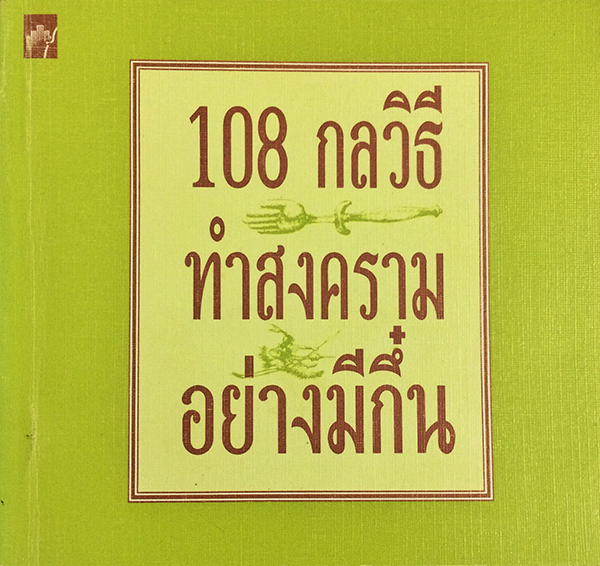 108 กลวิธี
ทำสงคราม
อย่างมีกึ๋น